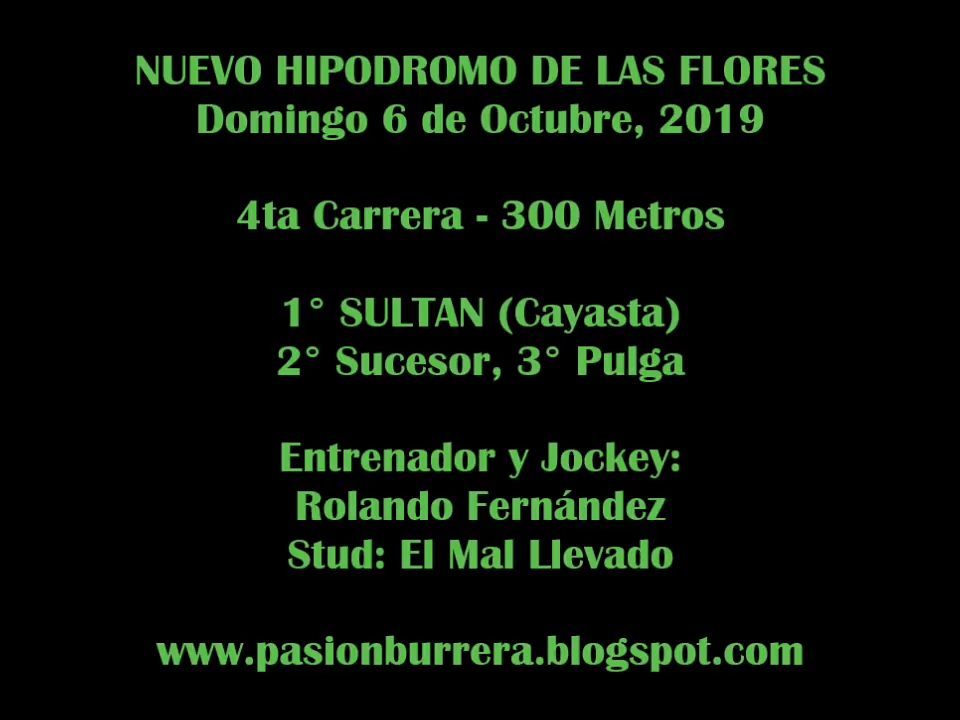 NUEVO HIPODROMO DE LAS FLORES
Domingo 6 de Octubre, 2019
4ta Carrera - 300 Metros
1° SULTAN (Cayasta)
2° Sucesor, 3° Pulga
Entrenador y Jockey:
Rolando Fernández
Stud: El Mal Llevado
www.pasionburrera.blogspot.com